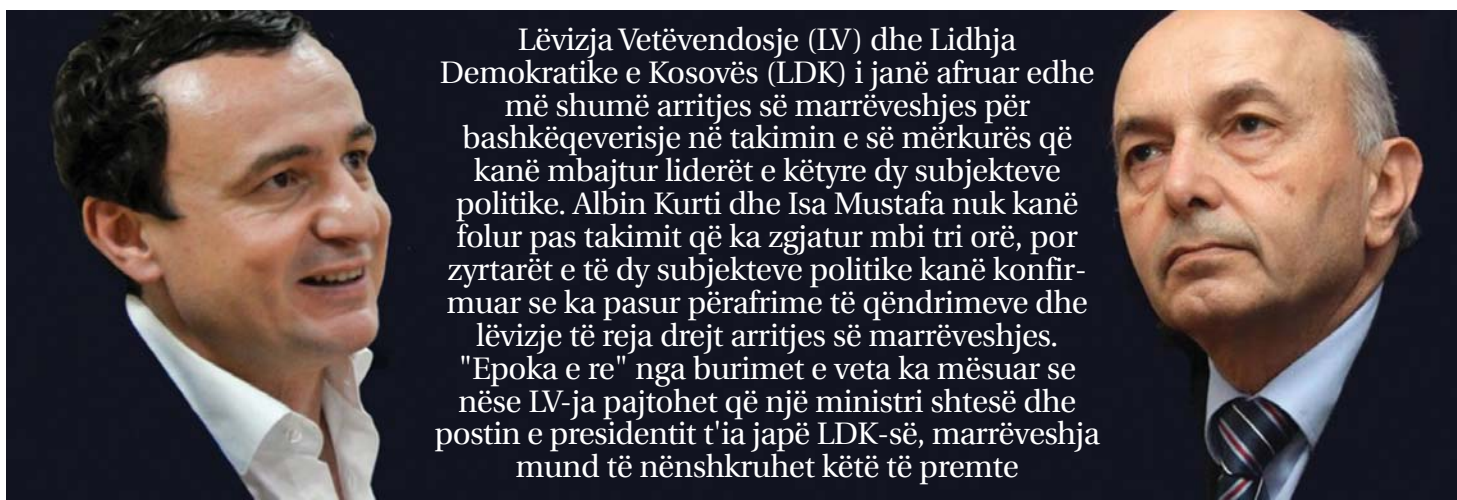 Lëvizja Vetëvendosje (LV) dhe Lidhja
Demokratike e Kosovës (LDK) i janë afruar edhe
më shumë arritjes së marrëveshjes për
bashkëqeverisje në takimin e së mërkurës që
kanë mbajtur liderët e këtyre dy subjekteve
politike. Albin Kurti dhe Isa Mustafa nuk kanë
folur pas takimit që ka zgjatur mbi tri orë, por
zyrtarët e të dy subjekteve politike kanë konfir-
muar se ka pasur përafrime të qëndrimeve dhe
lëvizje të reja drejt arritjes së marrëveshjes.
"Epoka e re" nga burimet e veta ka mësuar se
nëse LV-ja pajtohet që një ministri shtesë dhe
postin e presidentit t'ia japë LDK-së, marrëveshja
mund të nënshkruhet këtë të premte